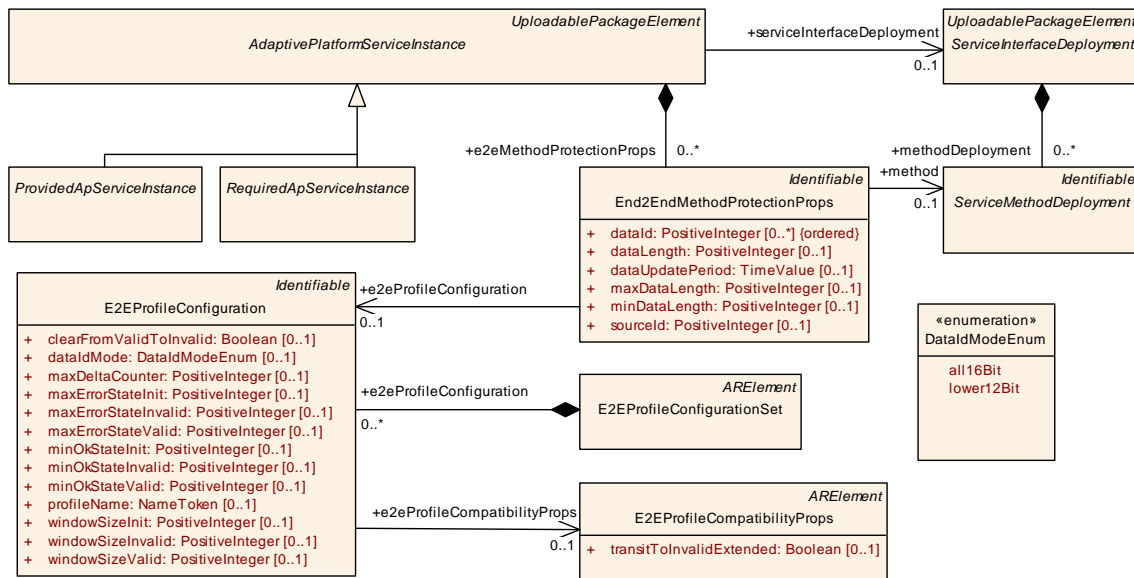 UploadablePackageElement
AdaptivePlatformServiceInstance
+serviceInterfaceDeployment
0..1
UploadablePackageElement
ServiceInterfaceDeployment
+e2eMethodProtectionProps
0..*
+methodDeployment
0..*
ProvidedApServiceInstance
RequiredApServiceInstance
Identifiable
End2EndMethodProtectionProps
+ dataId: PositiveInteger [0..*] {ordered}
+ dataLength: PositiveInteger [0..1]
+ dataUpdatePeriod: TimeValue [0..1]
+ maxDataLength: PositiveInteger [0..1]
+ minDataLength: PositiveInteger [0..1]
+ sourceId: PositiveInteger [0..1]
+method
0..1
Identifiable
ServiceMethodDeployment
Identifiable
E2EProfileConfiguration
+ clearFromValidToInvalid: Boolean [0..1]
+ dataIdMode: DataIdModeEnum [0..1]
+ maxDeltaCounter: PositiveInteger [0..1]
+ maxErrorStateInit: PositiveInteger [0..1]
+ maxErrorStateInvalid: PositiveInteger [0..1]
+ maxErrorStateValid: PositiveInteger [0..1]
+ minOkStateInit: PositiveInteger [0..1]
+ minOkStateInvalid: PositiveInteger [0..1]
+ minOkStateValid: PositiveInteger [0..1]
+ profileName: NameToken [0..1]
+ windowSizeInit: PositiveInteger [0..1]
+ windowSizeInvalid: PositiveInteger [0..1]
+ windowSizeValid: PositiveInteger [0..1]
+e2eProfileConfiguration
0..1
+e2eProfileConfiguration
0..*
ARElement
E2EProfileConfigurationSet
«enumeration»
DataIdModeEnum
all16Bit
lower12Bit
+e2eProfileCompatibilityProps
0..1
ARElement
E2EProfileCompatibilityProps
+ transitToInvalidExtended: Boolean [0..1]